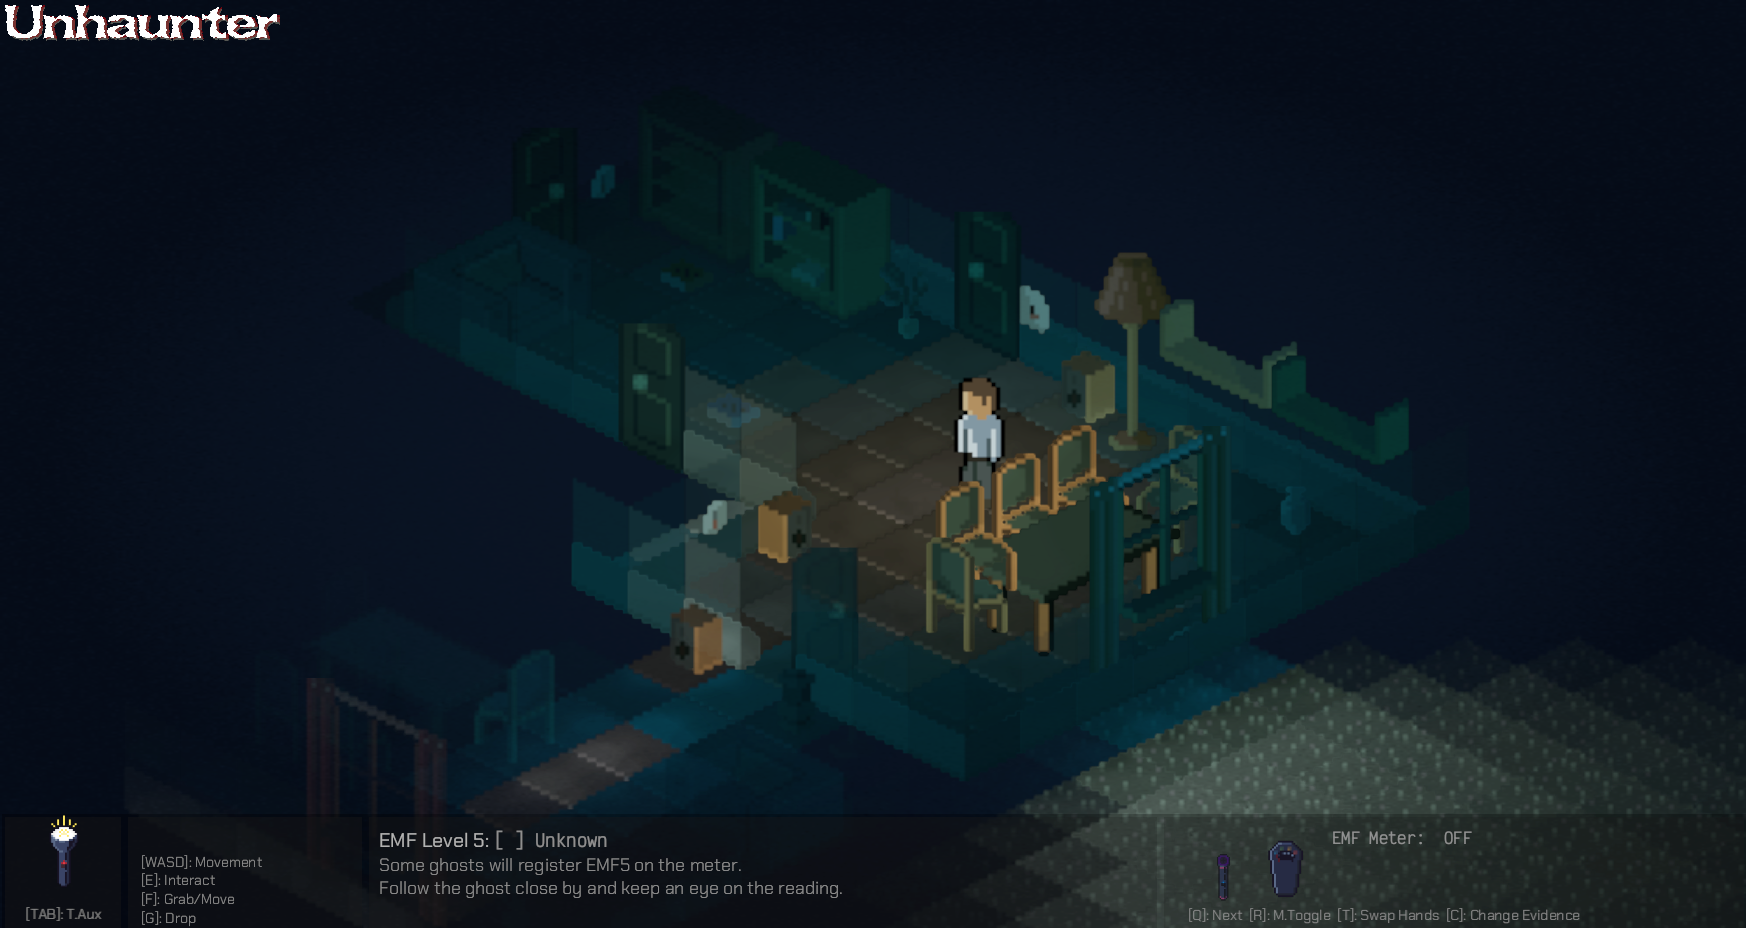 Unhaunter
EMF Level 5: [ ] Unknown
Some ghosts will register EMF5 on the meter.
Follow the ghost close by and keep an eye on the reading.
[WASD]: Movement
[E]: Interact
[F]: Grab/Move
[G]: Drop
[TAB]: T.Aux
EMF Meter: OFF
[Q]: Next [R]: M.Toggle [T]: Swap Hands [C]: Change Evidence